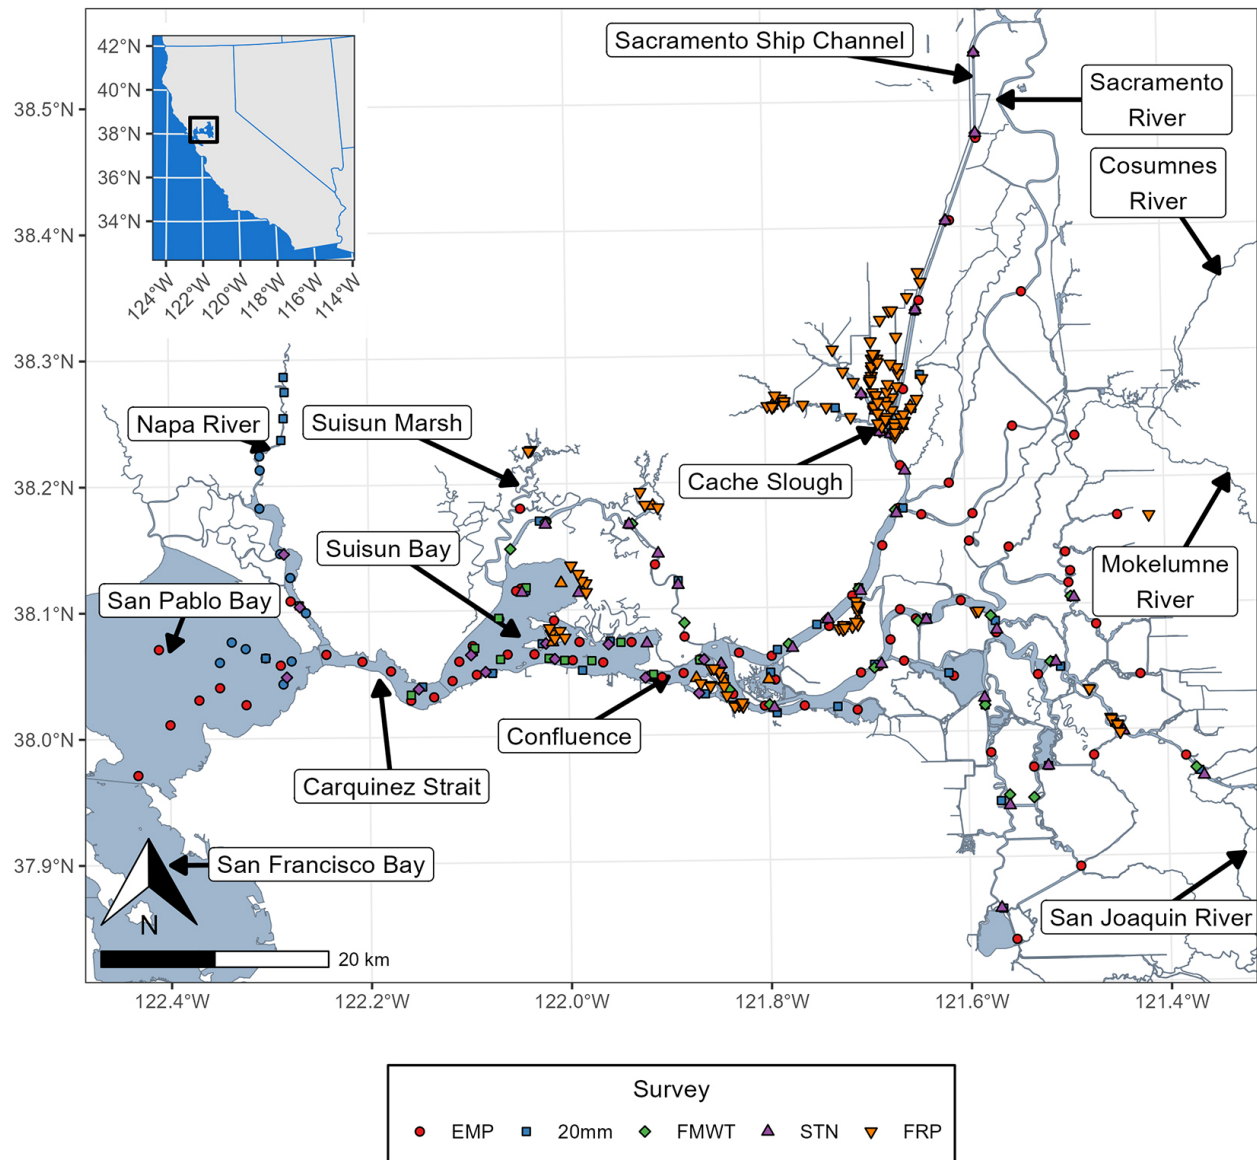 Sacramento Ship Channel
Sacramento
River
Cosumnes
River
42°N
40°N
38°N
36°N
34°N
124°W
122°W
120°W
118°W
116°W
114°W
38.5°N
38.4°N
38.3°N
38.2°N
38.1°N
38.0°N
37.9°N
Napa River
Suisun Marsh
Cache Slough
Suisun Bay
Mokelumne
River
San Pablo Bay
Confluence
Carquinez Strait
San Francisco Bay
San Joaquin River
N
20 km
122.4°W
122.2°W
122.0°W
121.8°W
121.6°W
121.4°W
Survey
EMP
20mm
FMWT
STN
FRP